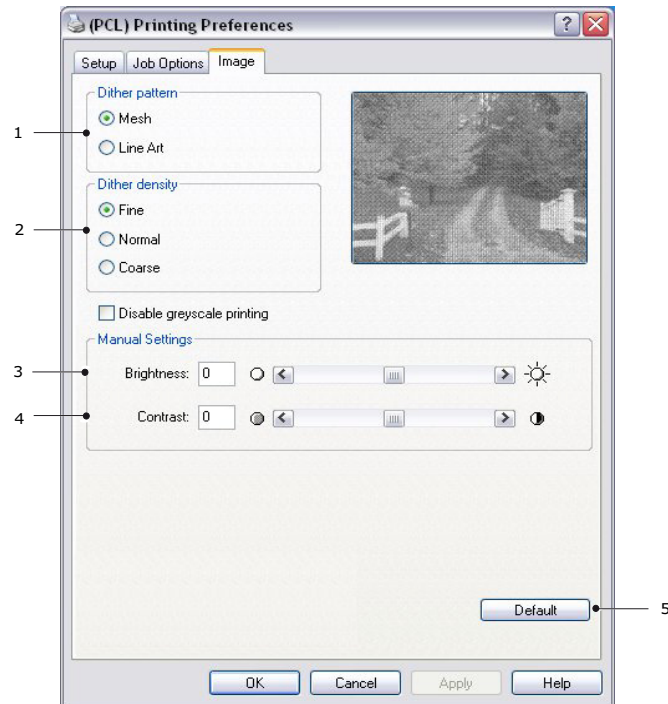 (PCL) Printing Preferences
Setup Job Options Image
Dither pattern
1
Mesh
Line Art
Dither density
2
Fine
Normal
Coarse
Disable greyscale printing
Manual Settings
3 Brightness: 0
4 Contrast: 0
Default 5
OK Cancel Apply Help